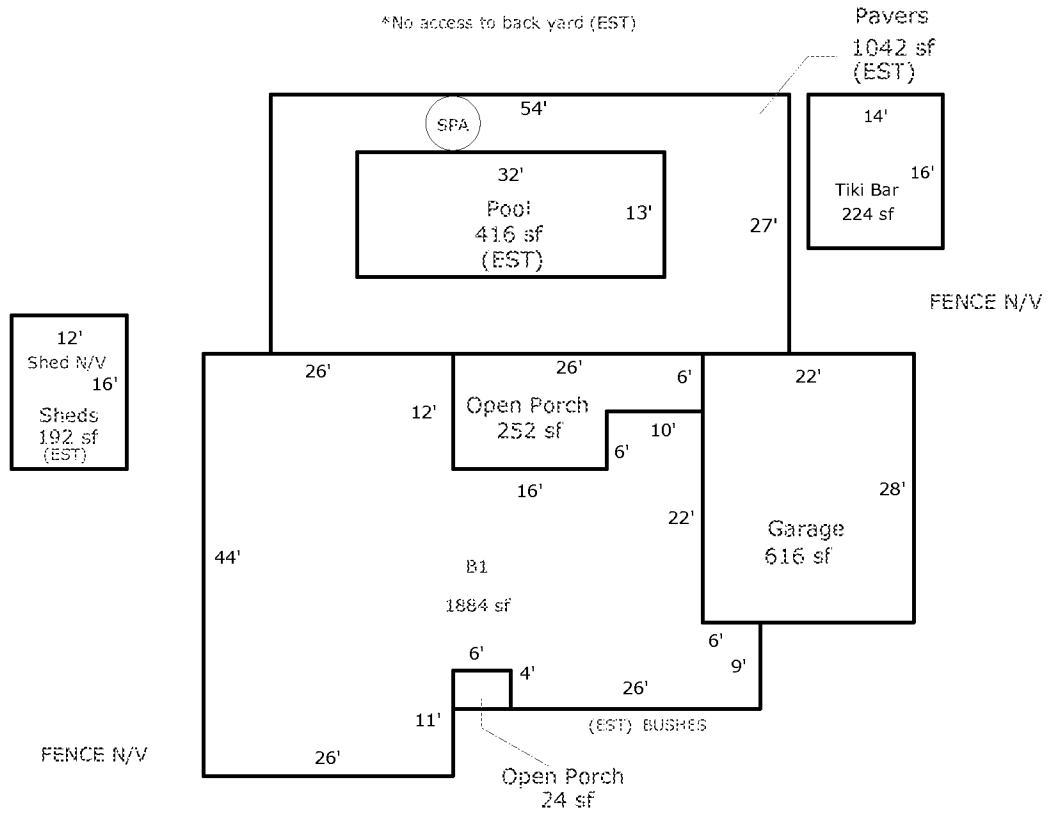 *No access to back yard (EST)
Pavers
1042 sf
(EST)
54'
SPA
14'
32'
16'
Pool
13'
Tiki Bar
416 sf
224 sf
(EST)
27'
FENCE N/V
12'
Shed N/V
16'
Sheds
192 sf
(EST)
26'
26'
6'
22'
12'
Open Porch
252 sf
10'
6'
16'
22'
28'
Garage
616 sf
44'
B1
1884 sf
6'
6'
4'
9'
26'
11'
(EST) BUSHES
FENCE N/V
26'
Open Porch
24 sf